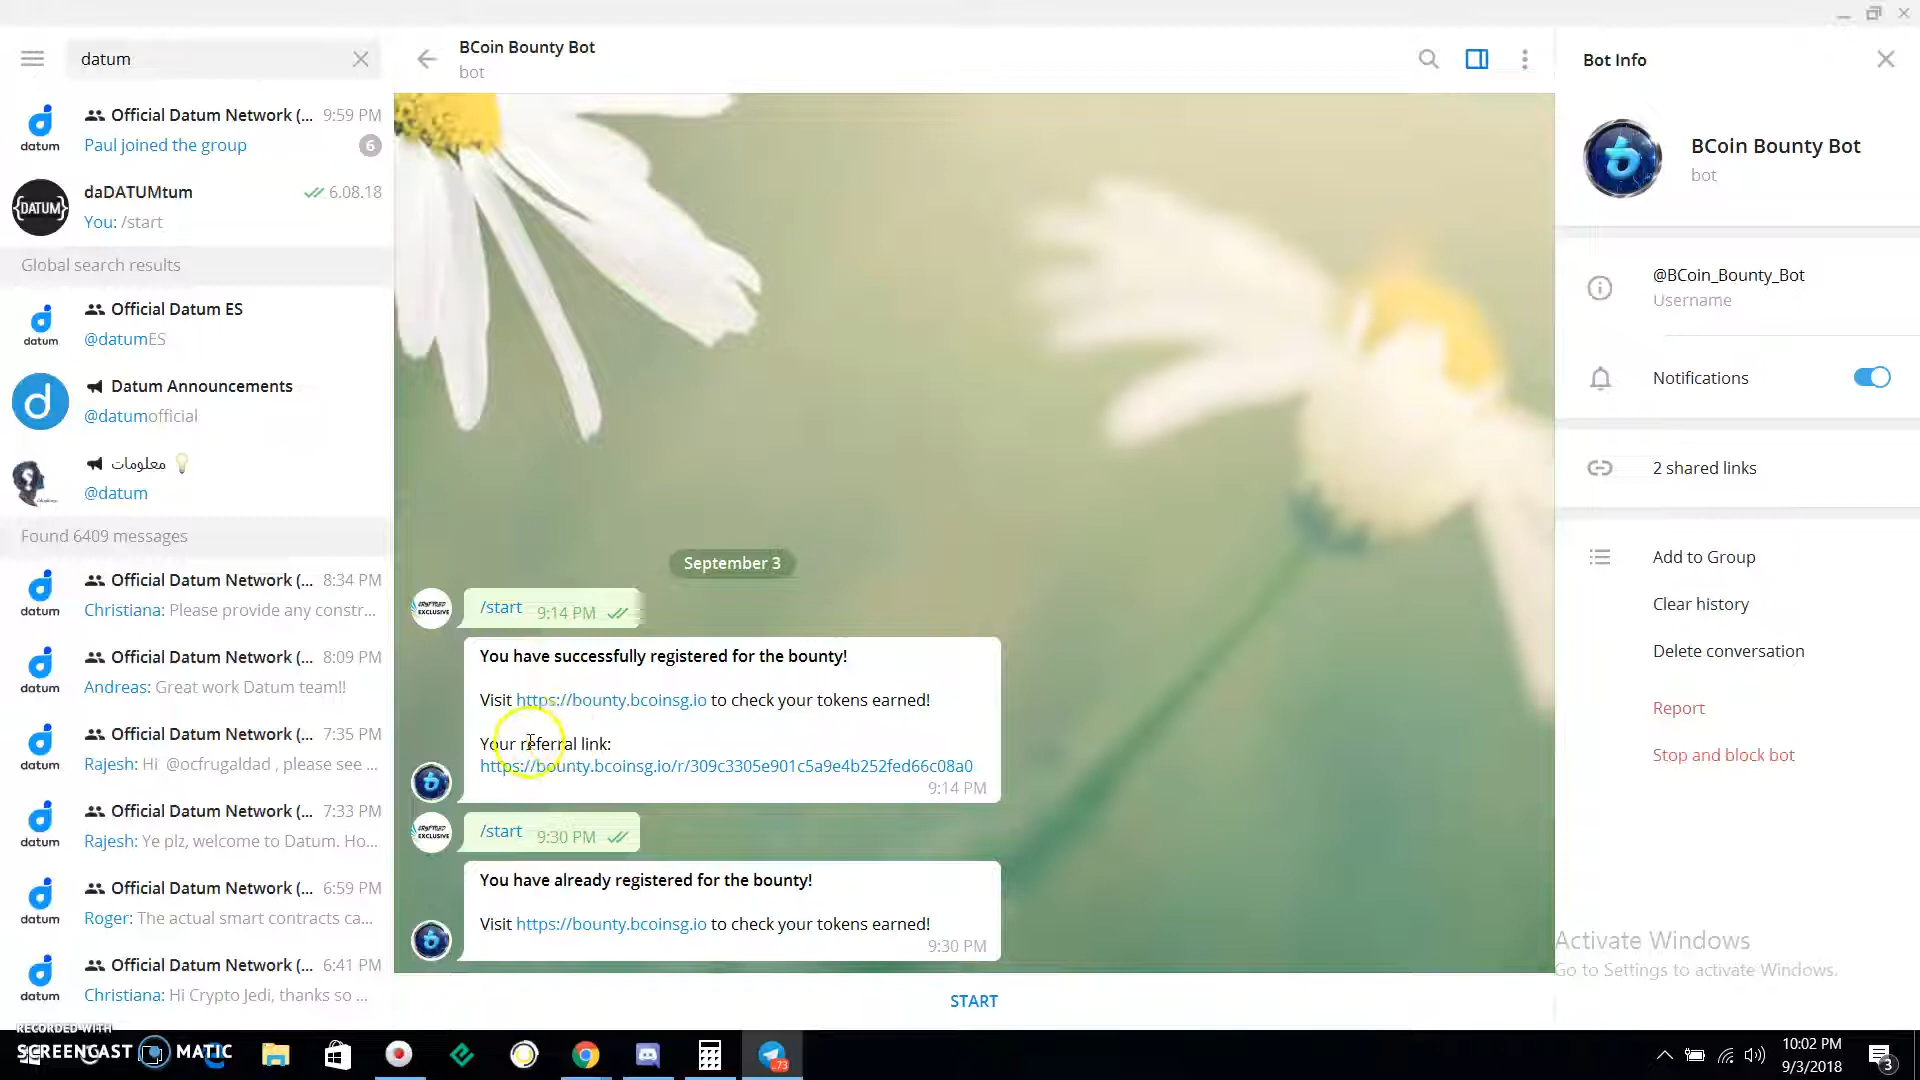 datum
Official Datum Network (... 9:59 PM
Paul joined the group 6
daDATUMtum 6.08.18
You: /start
Global search results
Official Datum ES
@datumES
Datum Announcements
@datumofficial
معلومات 💡
@datum
Found 6409 messages
Official Datum Network (... 8:34 PM
Christiana: Please provide any constr...
Official Datum Network (... 8:09 PM
Andreas: Great work Datum team!!
Official Datum Network (... 7:35 PM
Rajesh: Hi @ocfrugaldad , please see ...
Official Datum Network (... 7:33 PM
Rajesh: Ye plz, welcome to Datum. Ho...
Official Datum Network (... 6:59 PM
Roger: The actual smart contracts ca...
Official Datum Network (... 6:41 PM
Christiana: Hi Crypto Jedi, thanks so ...
datum
datum
datum
datum
datum
datum
datum
datum
{DATUM}
BCoin Bounty Bot
bot
September 3
/start 9:14 PM
You have successfully registered for the bounty!
Visit https://bounty.bcoinsg.io to check your tokens earned!
Your referral link:
https://bounty.bcoinsg.io/r/309c3305e901c5a9e4b252fed66c08a0
9:14 PM
/start 9:30 PM
You have already registered for the bounty!
Visit https://bounty.bcoinsg.io to check your tokens earned!
9:30 PM
START
Bot Info
BCoin Bounty Bot
bot
@BCoin_Bounty_Bot
Username
Notifications
2 shared links
Add to Group
Clear history
Delete conversation
Report
Stop and block bot
Activate Windows
Go to Settings to activate Windows.
RECORDED WITH
SCREENCAST MATIC
..73
10:02 PM
9/3/2018
3